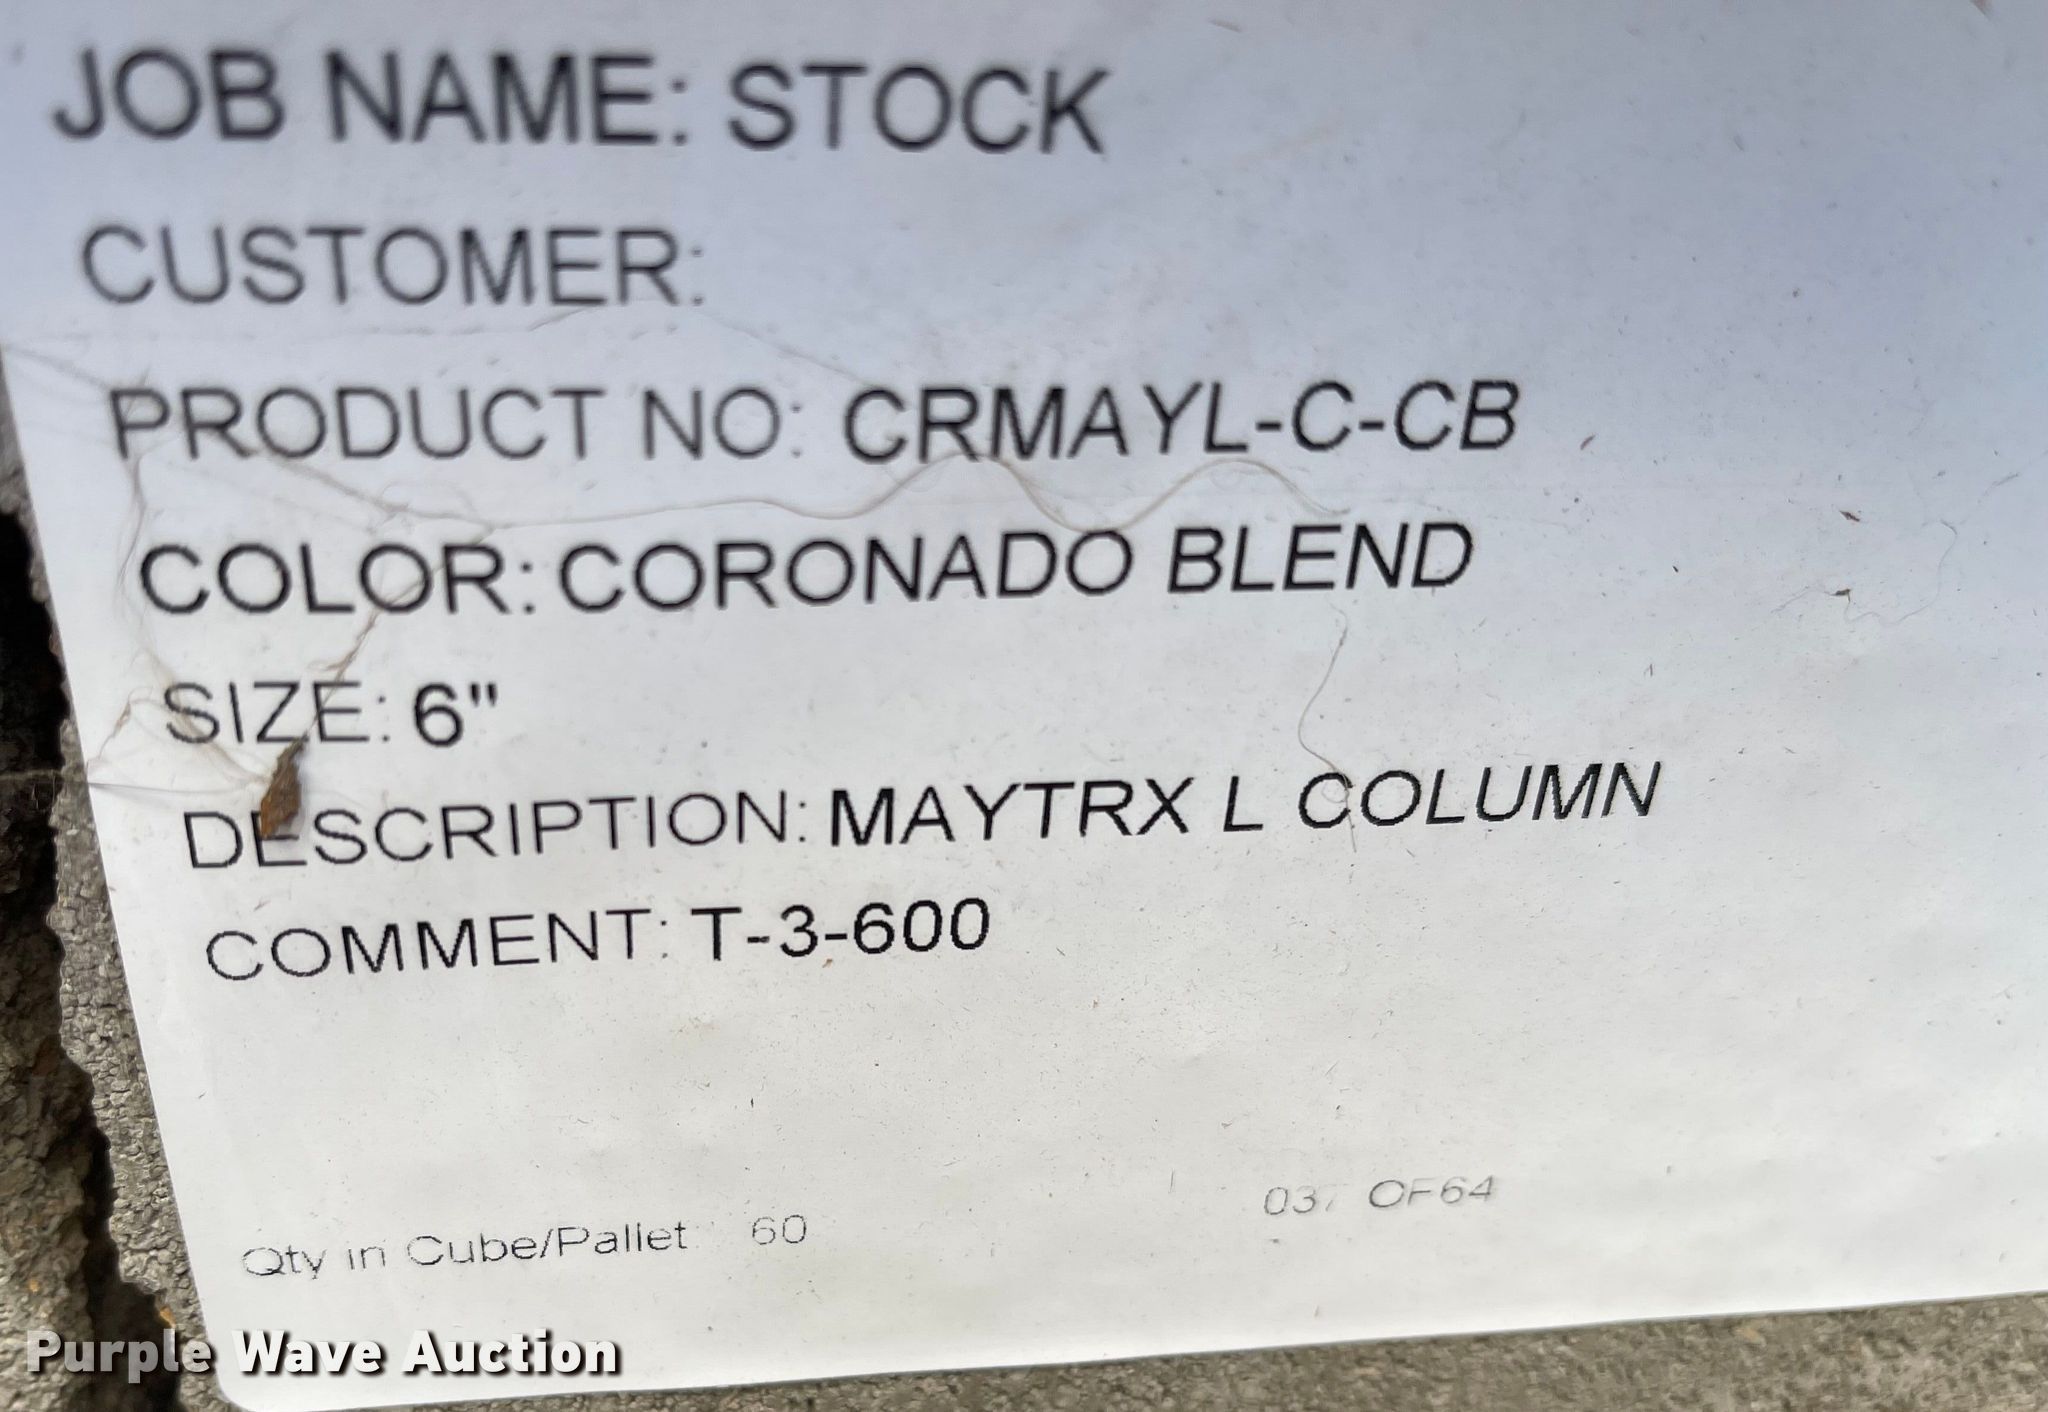 JOB NAME: STOCK
CUSTOMER:
PRODUCT NO: CRMAYL-C-CB
COLOR: CORONADO BLEND
SIZE: 6"
DESCRIPTION: MAYTRX L COLUMN
COMMENT: T-3-600
Qty in Cube/Pallet 60
OF64
Purple Wave Auction